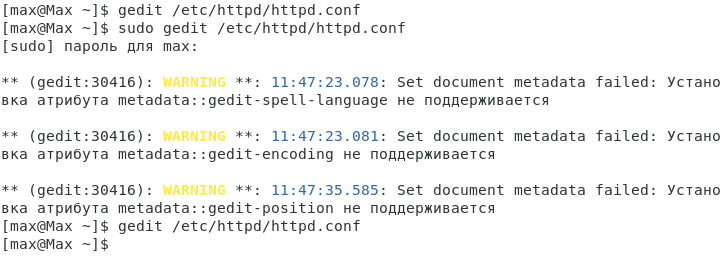 [max@Max ~]$ gedit /etc/httpd/httpd.conf
[max@Max ~]$ sudo gedit /etc/httpd/httpd.conf
[sudo] пароль для max:
** (gedit:30416): WARNING **: 11:47:23.078: Set document metadata failed: Устано
вка атрибута metadata::gedit-spell-language не поддерживается
** (gedit:30416): WARNING **: 11:47:23.081: Set document metadata failed: Устано
вка атрибута metadata::gedit-encoding не поддерживается
** (gedit:30416): WARNING **: 11:47:35.585: Set document metadata failed: Устано
вка атрибута metadata::gedit-position не поддерживается
[max@Max ~]$ gedit /etc/httpd/httpd.conf
[max@Max ~]$